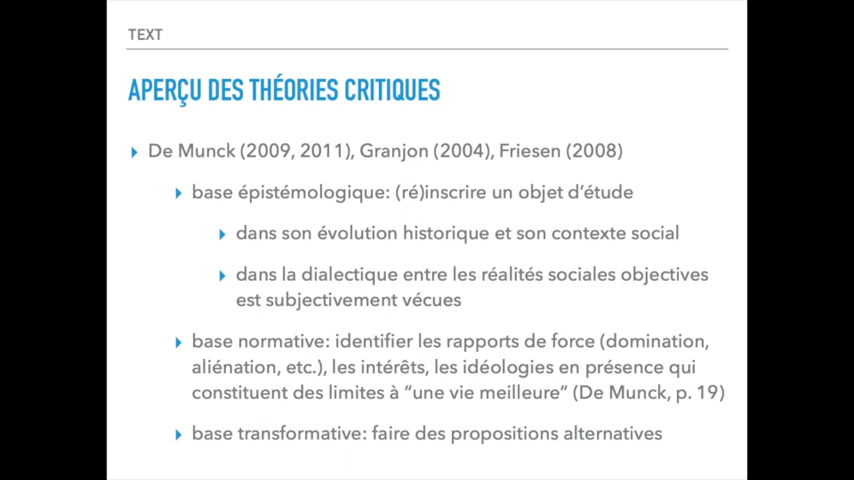 TEXT
APERÇU DES THÉORIES CRITIQUES
De Munck (2009, 2011), Granjon (2004), Friesen (2008)
base épistémologique: (ré)inscrire un objet d’étude
dans son évolution historique et son contexte social
dans la dialectique entre les réalités sociales objectives
est subjectivement vécues
base normative: identifier les rapports de force (domination,
aliénation, etc.), les intérêts, les idéologies en présence qui
constituent des limites à “une vie meilleure” (De Munck, p. 19)
base transformative: faire des propositions alternatives